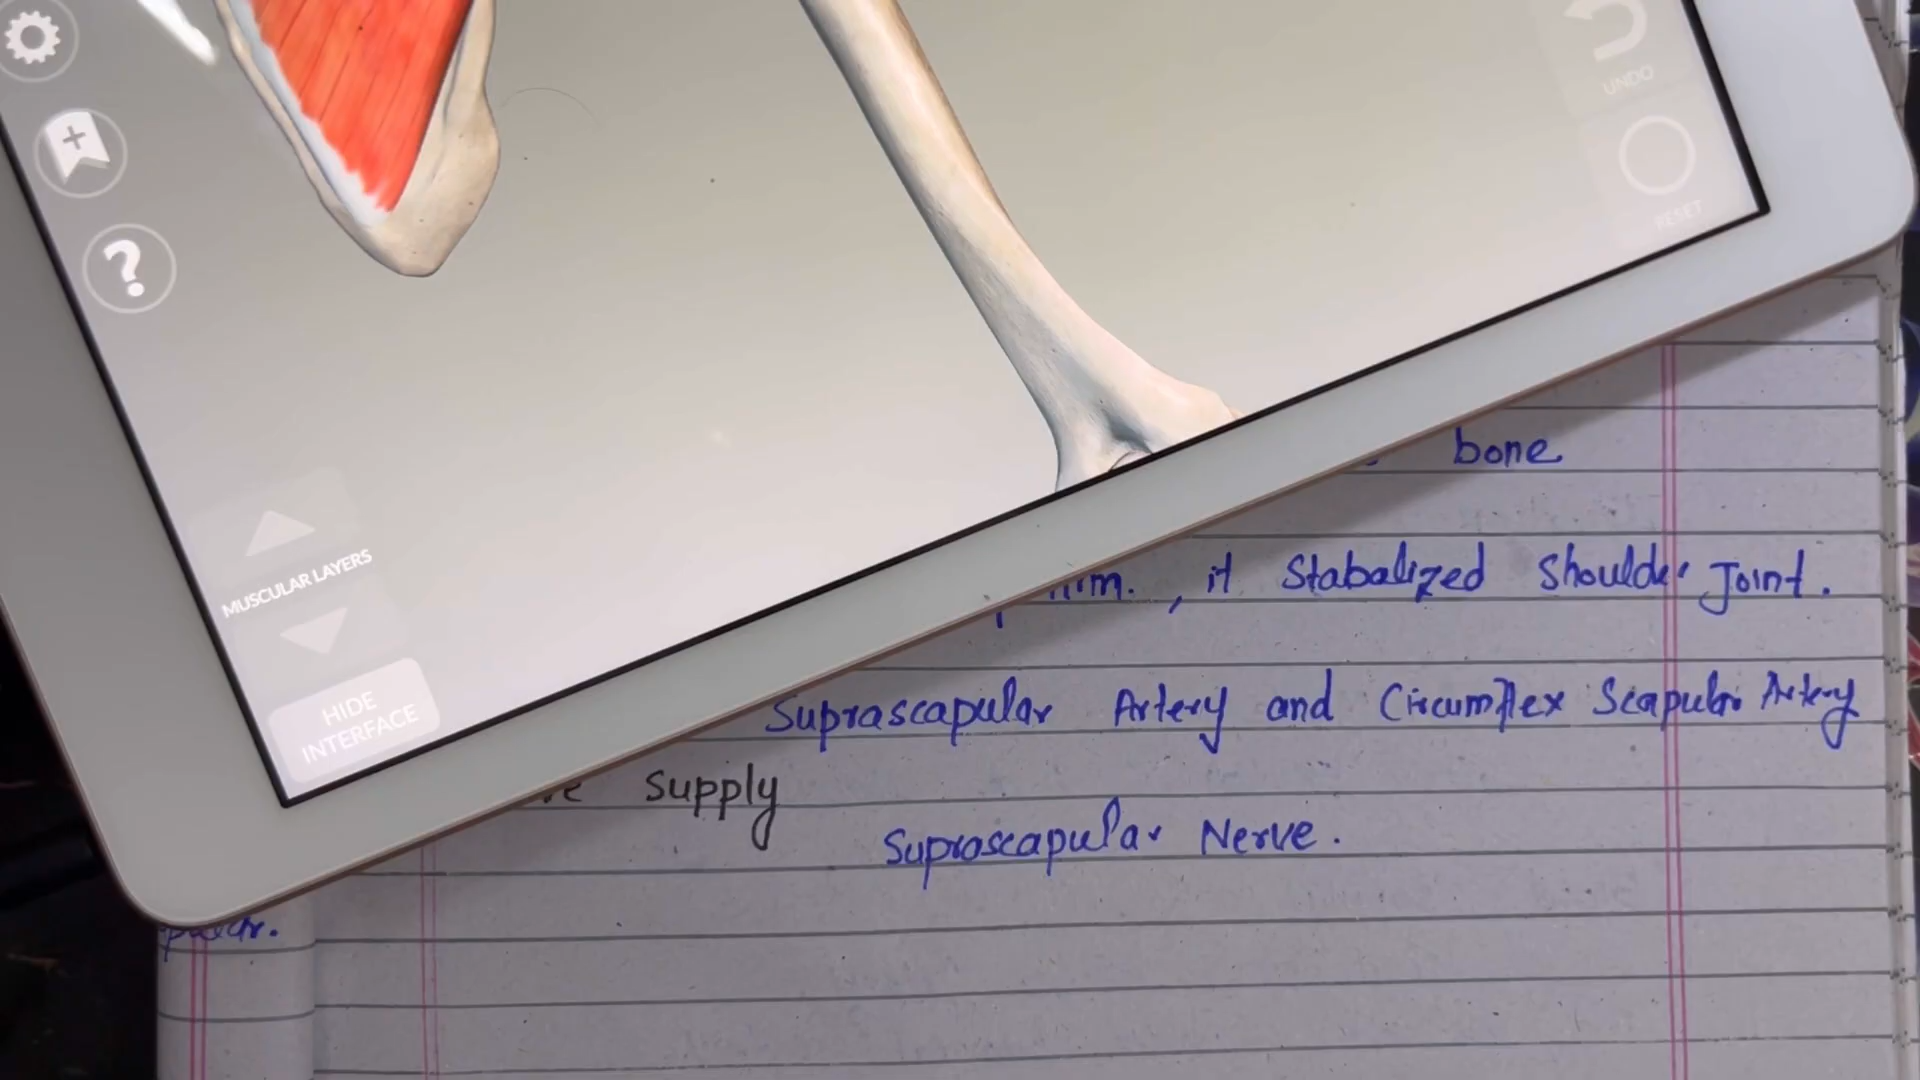 UNDO
RESET
MUSCULAR LAYERS
HIDE
INTERFACE
bone
, it Stabalized Shoulder Joint.
Suprascapular Artery and Circumflex Scapular Artery
Supply
Suprascapular Nerve.